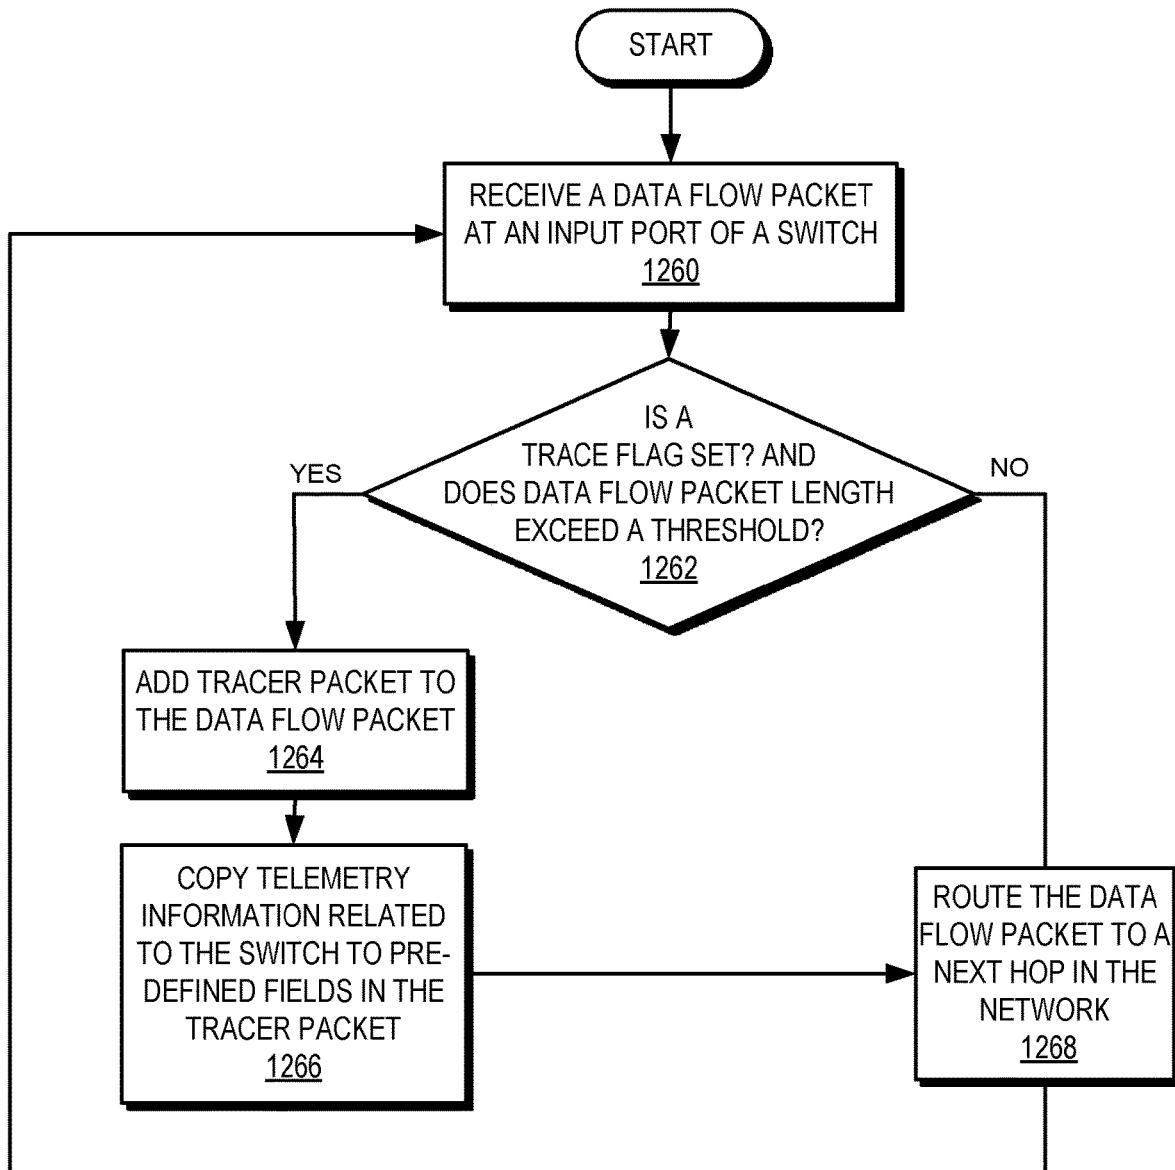 START
RECEIVE A DATA FLOW PACKET
AT AN INPUT PORT OF A SWITCH
1260
IS A
TRACE FLAG SET? AND
DOES DATA FLOW PACKET LENGTH
EXCEED A THRESHOLD?
1262
YES
NO
ADD TRACER PACKET TO
THE DATA FLOW PACKET
1264
COPY TELEMETRY
INFORMATION RELATED
TO THE SWITCH TO PRE-
DEFINED FIELDS IN THE
TRACER PACKET
1266
ROUTE THE DATA
FLOW PACKET TO A
NEXT HOP IN THE
NETWORK
1268